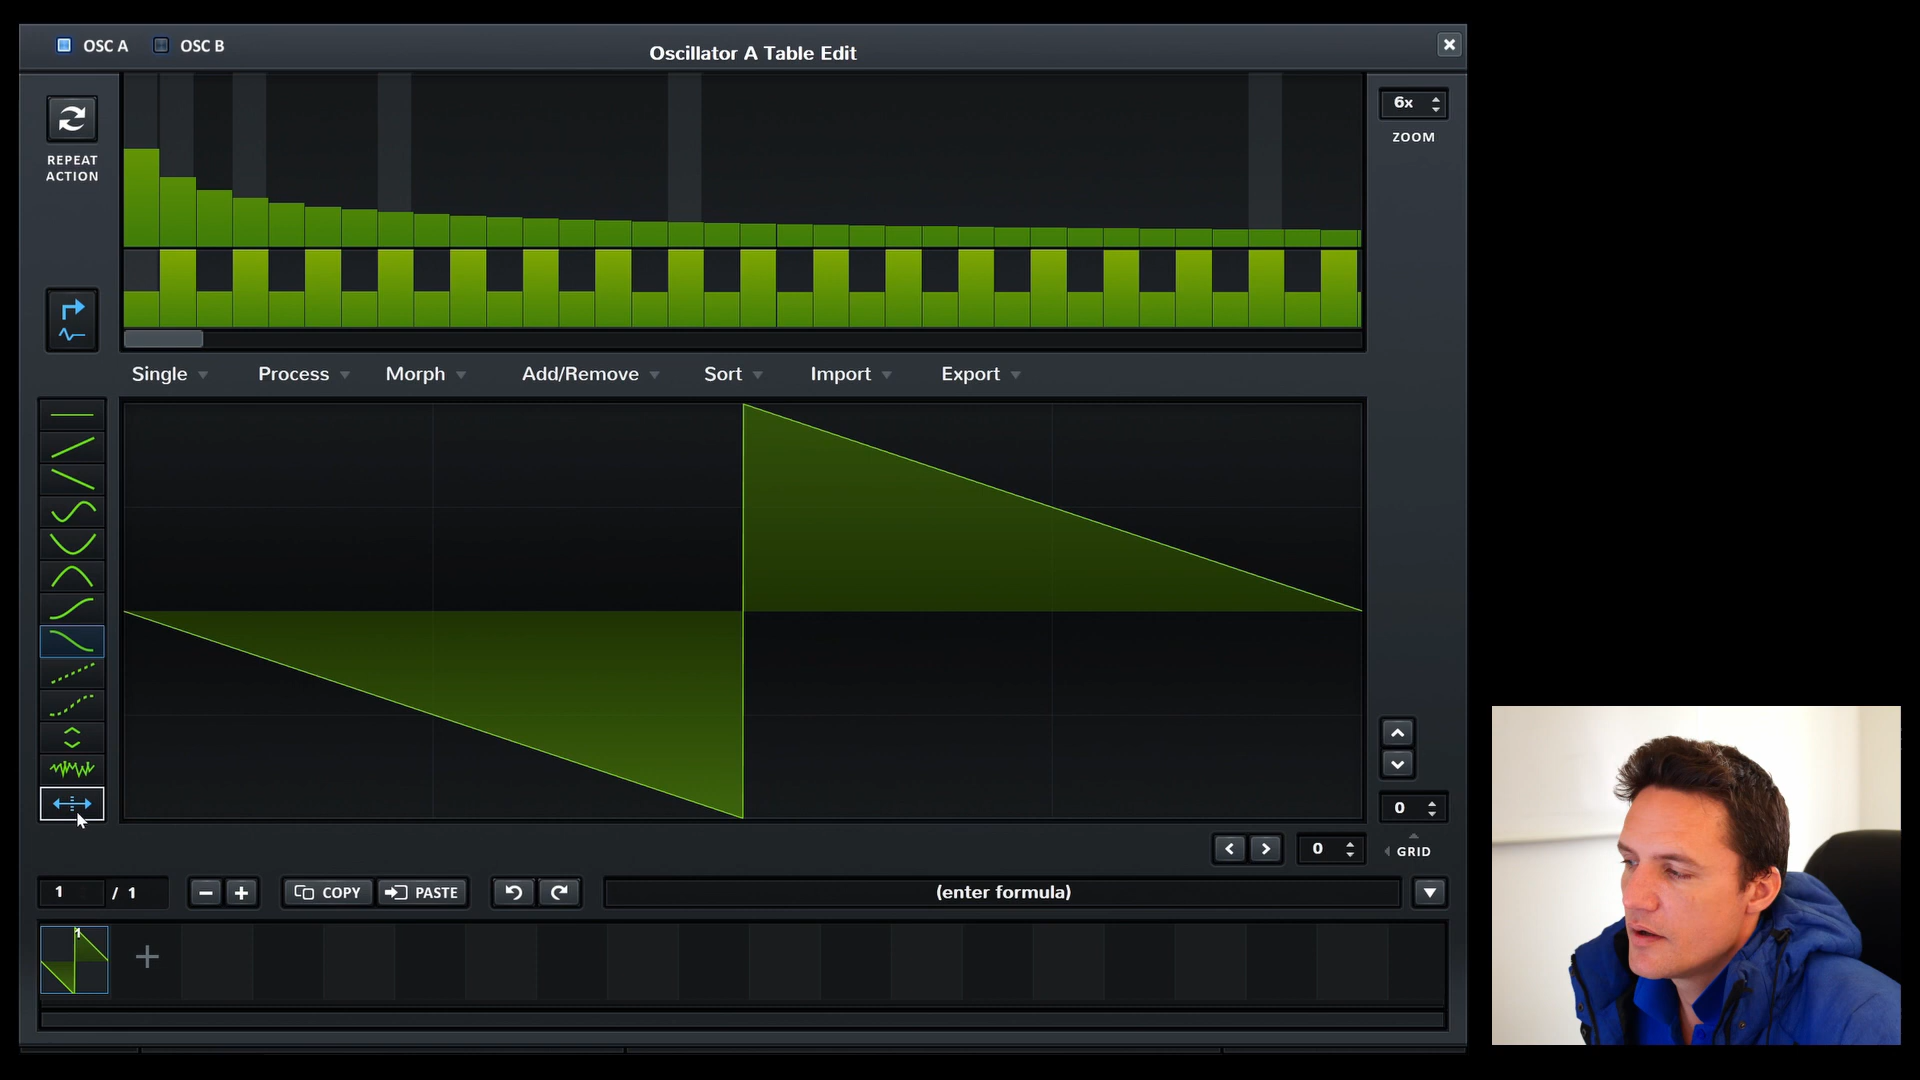 OSC A
OSC B
Oscillator A Table Edit
6x
ZOOM
REPEAT
ACTION
Single
Process
Morph
Add/Remove
Sort
Import
Export
0
0
GRID
1 / 1
COPY
PASTE
(enter formula)
1